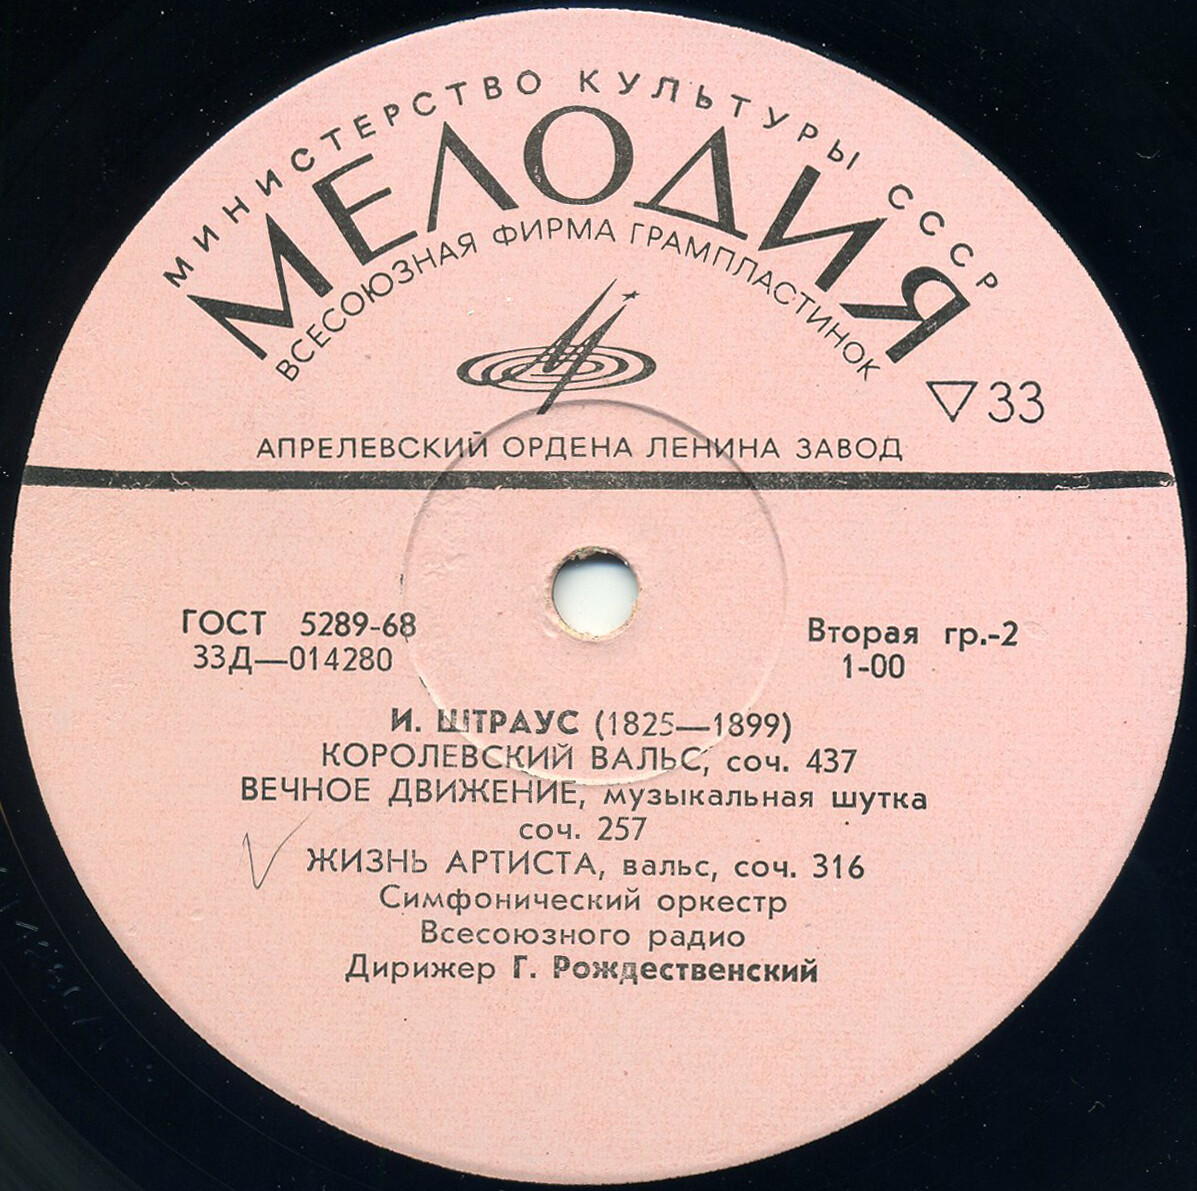 МИНИСТЕРСТВО КУЛЬТУРЫ СССР
МЕЛОДИЯ
ВСЕСОЮЗНАЯ ФИРМА ГРАМПЛАСТИНОК
33
АПРЕЛЕВСКИЙ ОРДЕНА ЛЕНИНА ЗАВОД
ГОСТ 5289-68
33Д—014280
Вторая гр.-2
1-00
И. ШТРАУС (1825—1899)
КОРОЛЕВСКИЙ ВАЛЬС, соч. 437
ВЕЧНОЕ ДВИЖЕНИЕ, музыкальная шутка
соч. 257
ЖИЗНЬ АРТИСТА, вальс, соч. 316
Симфонический оркестр
Всесоюзного радио
Дирижер Г. Рождественский